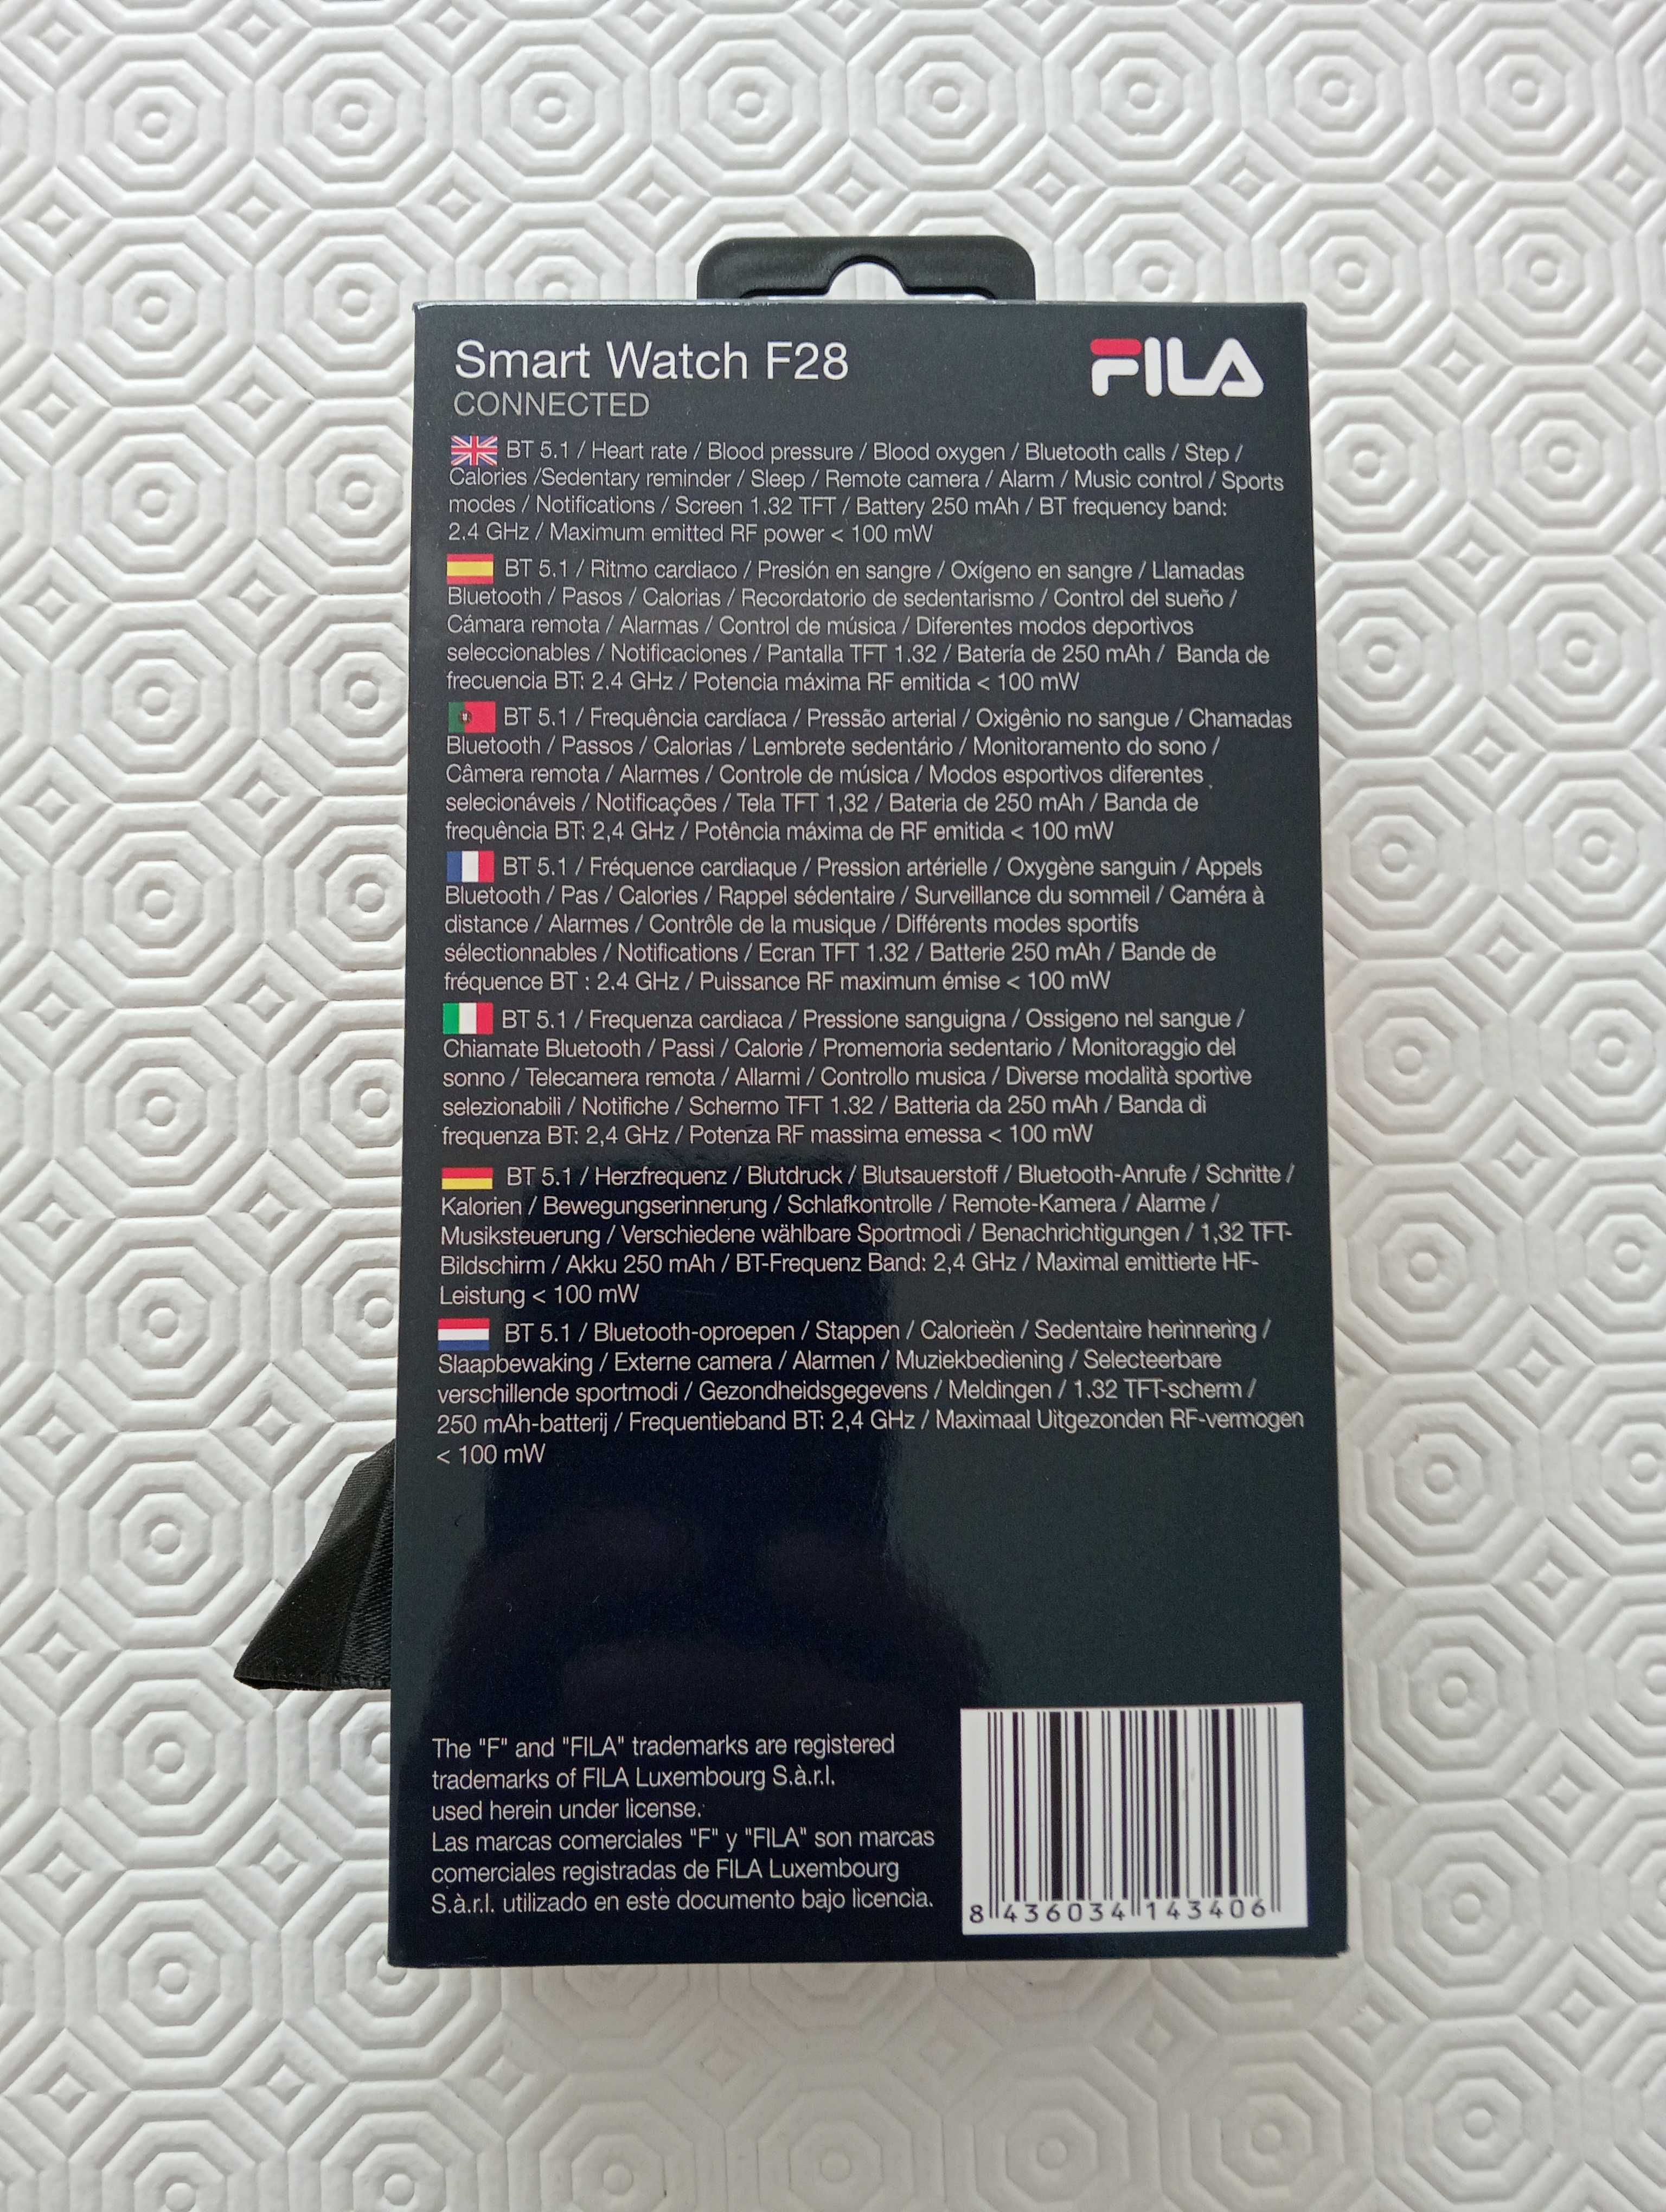 Smart Watch F28
FILA
CONNECTED
BT 5.1 / Heart rate / Blood pressure / Blood oxygen / Bluetooth calls / Step /
Calories /Sedentary reminder / Sleep / Remote camera / Alarm / Music control / Sports
modes / Notifications / Screen 1.32 TFT / Battery 250 mAh / BT frequency band:
2.4 GHz / Maximum emitted RF power < 100 mW
BT 5.1 / Ritmo cardiaco / Presión en sangre / Oxígeno en sangre / Llamadas
Bluetooth / Pasos / Calorias / Recordatorio de sedentarismo / Control del sueño /
Cámara remota / Alarmas / Control de música / Diferentes modos deportivos
seleccionables / Notificaciones / Pantalla TFT 1.32 / Batería de 250 mAh / Banda de
frecuencia BT: 2.4 GHz / Potencia máxima RF emitida < 100 mW
BT 5.1 / Frequência cardíaca / Pressão arterial / Oxigênio no sangue / Chamadas
Bluetooth / Passos / Calorias / Lembrete sedentário / Monitoramento do sono /
Câmera remota / Alarmes / Controle de música / Modos esportivos diferentes
selecionáveis / Notificações / Tela TFT 1,32 / Bateria de 250 mAh / Banda de
frequência BT: 2,4 GHz / Potência máxima de RF emitida < 100 mW
BT 5.1 / Fréquence cardiaque / Pression artérielle / Oxygène sanguin / Appels
Bluetooth / Pas / Calories / Rappel sédentaire / Surveillance du sommeil / Caméra à
distance / Alarmes / Contrôle de la musique / Différents modes sportifs
sélectionnables / Notifications / Ecran TFT 1.32 / Batterie 250 mAh / Bande de
fréquence BT : 2.4 GHz / Puissance RF maximum émise < 100 mW
BT 5.1 / Frequenza cardiaca / Pressione sanguigna / Ossigeno nel sangue /
Chiamate Bluetooth / Passi / Calorie / Promemoria sedentario / Monitoraggio del
sonno / Telecamera remota / Allarmi / Controllo musica / Diverse modalità sportive
selezionabili / Notifiche / Schermo TFT 1.32 / Batteria da 250 mAh / Banda di
frequenza BT: 2,4 GHz / Potenza RF massima emessa < 100 mW
BT 5.1 / Herzfrequenz / Blutdruck / Blutsauerstoff / Bluetooth-Anrufe / Schritte /
Kalorien / Bewegungserinnerung / Schlafkontrolle / Remote-Kamera / Alarme /
Musiksteuerung / Verschiedene wählbare Sportmodi / Benachrichtigungen / 1,32 TFT-
Bildschirm / Akku 250 mAh / BT-Frequenz Band: 2,4 GHz / Maximal emittierte HF-
Leistung < 100 mW
BT 5.1 / Bluetooth-oproepen / Stappen / Calorieën / Sedentaire herinnering /
Slaapbewaking / Externe camera / Alarmen / Muziekbediening / Selecteerbare
verschillende sportmodi / Gezondheidsgegevens / Meldingen / 1.32 TFT-scherm /
250 mAh-batterij / Frequentieband BT: 2,4 GHz / Maximaal Uitgezonden RF-vermogen
< 100 mW
The "F" and "FILA" trademarks are registered
trademarks of FILA Luxembourg S.à.r.l.
used herein under license.
Las marcas comerciales "F" y "FILA" son marcas
comerciales registradas de FILA Luxembourg
S.à.r.l. utilizado en este documento bajo licencia.
8 436034 143406